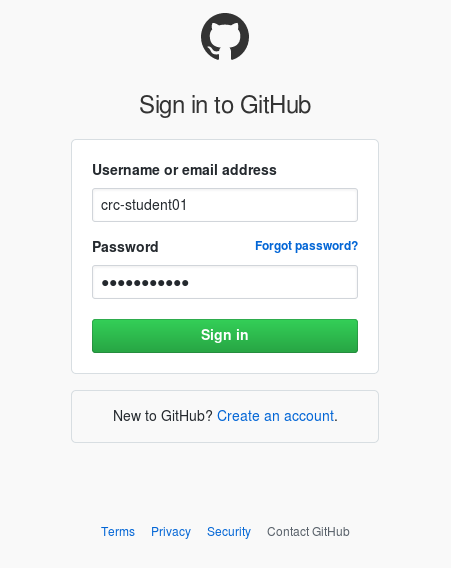 Sign in to GitHub
Username or email address
crc-student01
Password Forgot password?
●●●●●●●●●●●
Sign in
New to GitHub? Create an account.
Terms Privacy Security Contact GitHub